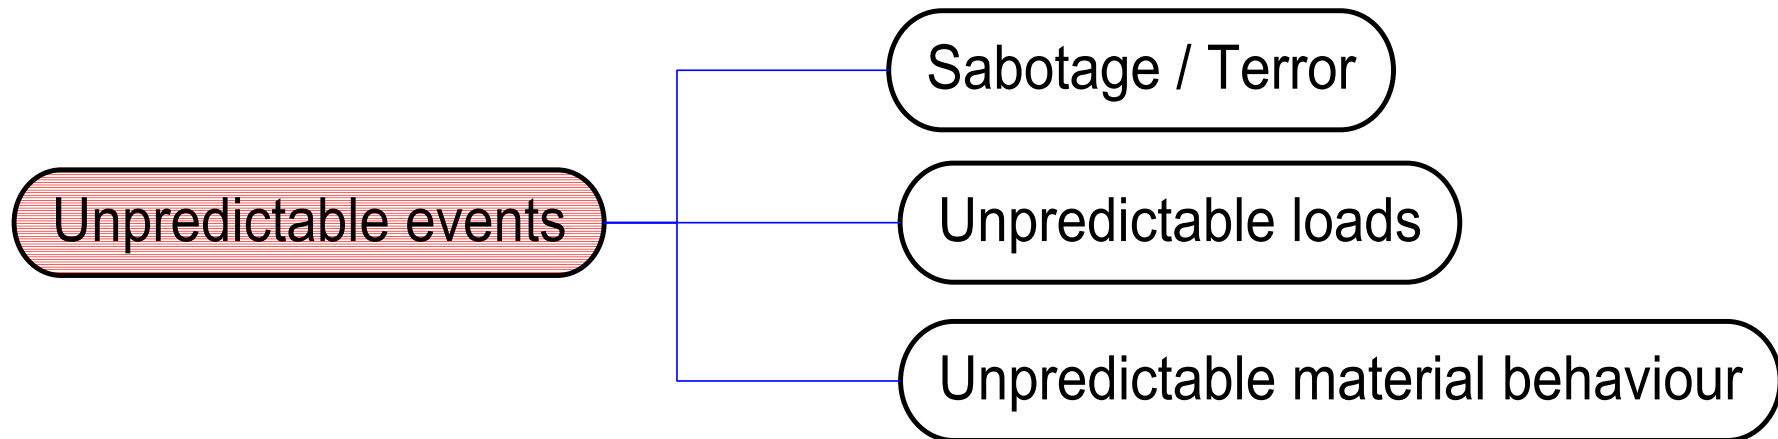 Sabotage / Terror
Unpredictable events
Unpredictable loads
Unpredictable material behaviour